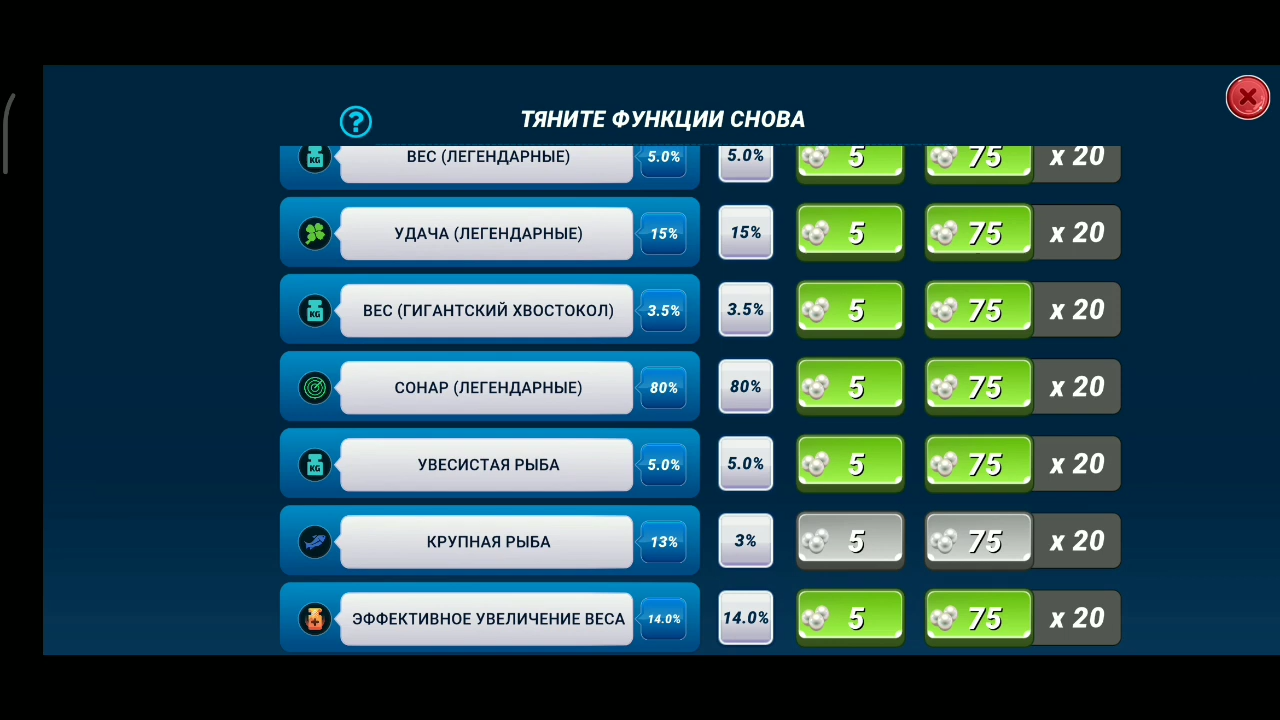 ТЯНИТЕ ФУНКЦИИ СНОВА
KG ВЕС (ЛЕГЕНДАРНЫЕ) 5.0% 5.0% 5 75 x 20
УДАЧА (ЛЕГЕНДАРНЫЕ) 15% 15% 5 75 x 20
KG ВЕС (ГИГАНТСКИЙ ХВОСТОКОЛ) 3.5% 3.5% 5 75 x 20
СОНАР (ЛЕГЕНДАРНЫЕ) 80% 80% 5 75 x 20
KG УВЕСИСТАЯ РЫБА 5.0% 5.0% 5 75 x 20
КРУПНАЯ РЫБА 13% 3% 5 75 x 20
ЭФФЕКТИВНОЕ УВЕЛИЧЕНИЕ ВЕСА 14.0% 14.0% 5 75 x 20